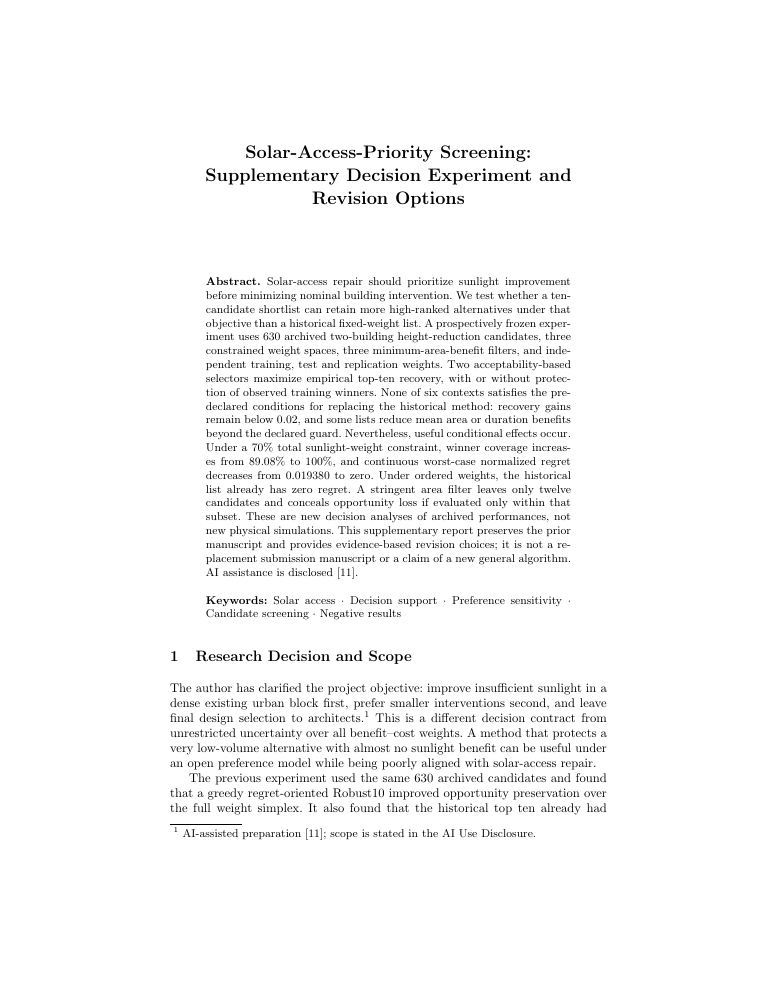 Solar-Access-Priority Screening:
Supplementary Decision Experiment and
Revision Options
Abstract. Solar-access repair should prioritize sunlight improvement
before minimizing nominal building intervention. We test whether a ten-
candidate shortlist can retain more high-ranked alternatives under that
objective than a historical fixed-weight list. A prospectively frozen exper-
iment uses 630 archived two-building height-reduction candidates, three
constrained weight spaces, three minimum-area-benefit filters, and inde-
pendent training, test and replication weights. Two acceptability-based
selectors maximize empirical top-ten recovery, with or without protec-
tion of observed training winners. None of six contexts satisfies the pre-
declared conditions for replacing the historical method: recovery gains
remain below 0.02, and some lists reduce mean area or duration benefits
beyond the declared guard. Nevertheless, useful conditional effects occur.
Under a 70% total sunlight-weight constraint, winner coverage increas-
es from 89.08% to 100%, and continuous worst-case normalized regret
decreases from 0.019380 to zero. Under ordered weights, the historical
list already has zero regret. A stringent area filter leaves only twelve
candidates and conceals opportunity loss if evaluated only within that
subset. These are new decision analyses of archived performances, not
new physical simulations. This supplementary report preserves the prior
manuscript and provides evidence-based revision choices; it is not a re-
placement submission manuscript or a claim of a new general algorithm.
AI assistance is disclosed [11].
Keywords: Solar access · Decision support · Preference sensitivity ·
Candidate screening · Negative results
1 Research Decision and Scope
The author has clarified the project objective: improve insufficient sunlight in a
dense existing urban block first, prefer smaller interventions second, and leave
final design selection to architects.1 This is a different decision contract from
unrestricted uncertainty over all benefit–cost weights. A method that protects a
very low-volume alternative with almost no sunlight benefit can be useful under
an open preference model while being poorly aligned with solar-access repair.
The previous experiment used the same 630 archived candidates and found
that a greedy regret-oriented Robust10 improved opportunity preservation over
the full weight simplex. It also found that the historical top ten already had
1 AI-assisted preparation [11]; scope is stated in the AI Use Disclosure.